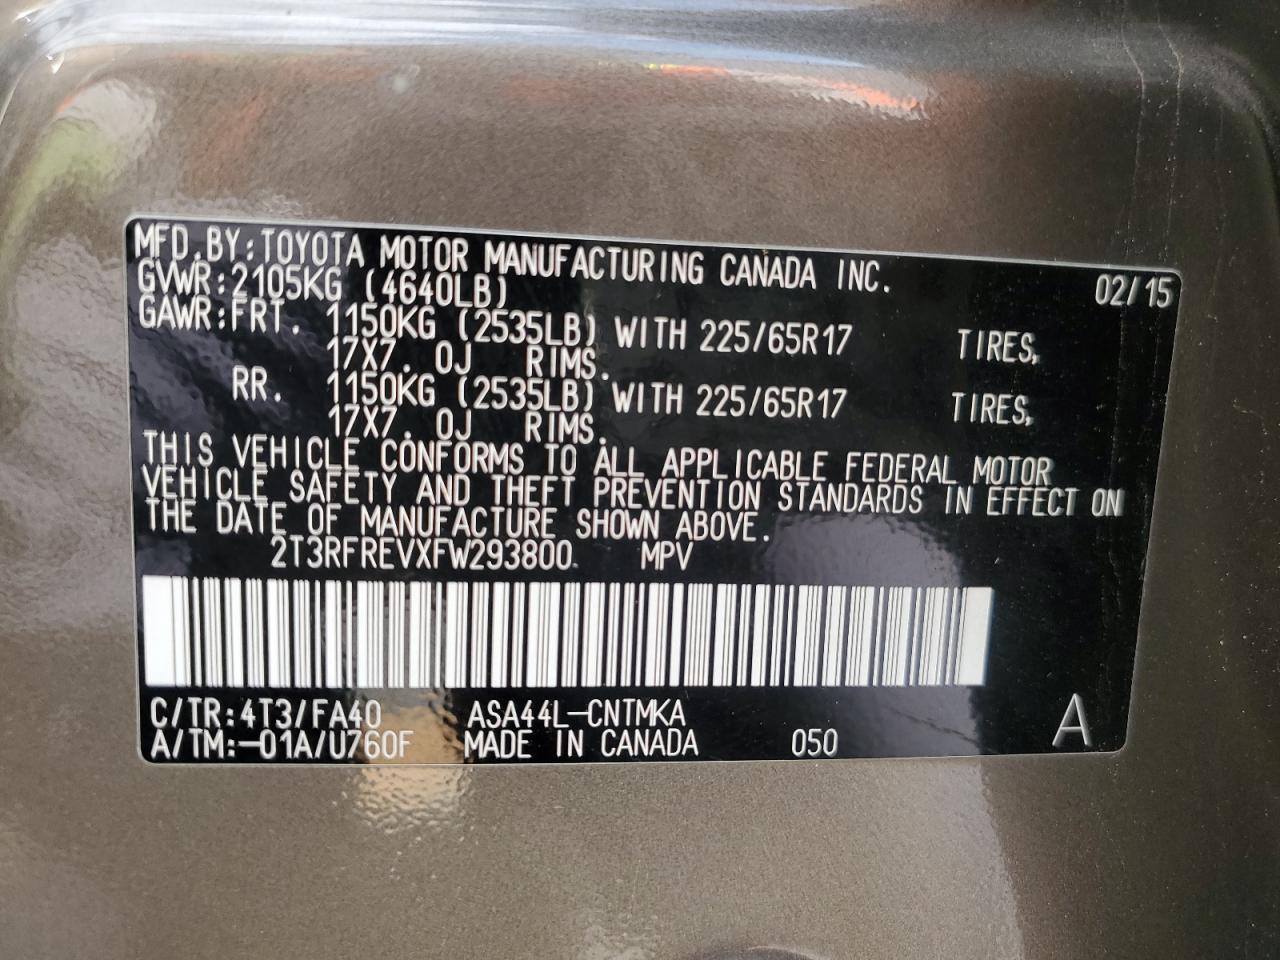 MFD.BY:TOYOTA MOTOR MANUFACTURING CANADA INC. 02/15
GVWR:2105KG (4640LB)
GAWR:FRT. 1150KG (2535LB) WITH 225/65R17 TIRES,
17X7.0J RIMS.
RR. 1150KG (2535LB) WITH 225/65R17 TIRES,
17X7.0J RIMS.
THIS VEHICLE CONFORMS TO ALL APPLICABLE FEDERAL MOTOR
VEHICLE SAFETY AND THEFT PREVENTION STANDARDS IN EFFECT ON
THE DATE OF MANUFACTURE SHOWN ABOVE.
2T3RFREVXFW293800. MPV
C/TR:4T3/FA40 ASA44L-CNTMKA
A/TM:-01A/U760F MADE IN CANADA 050 A